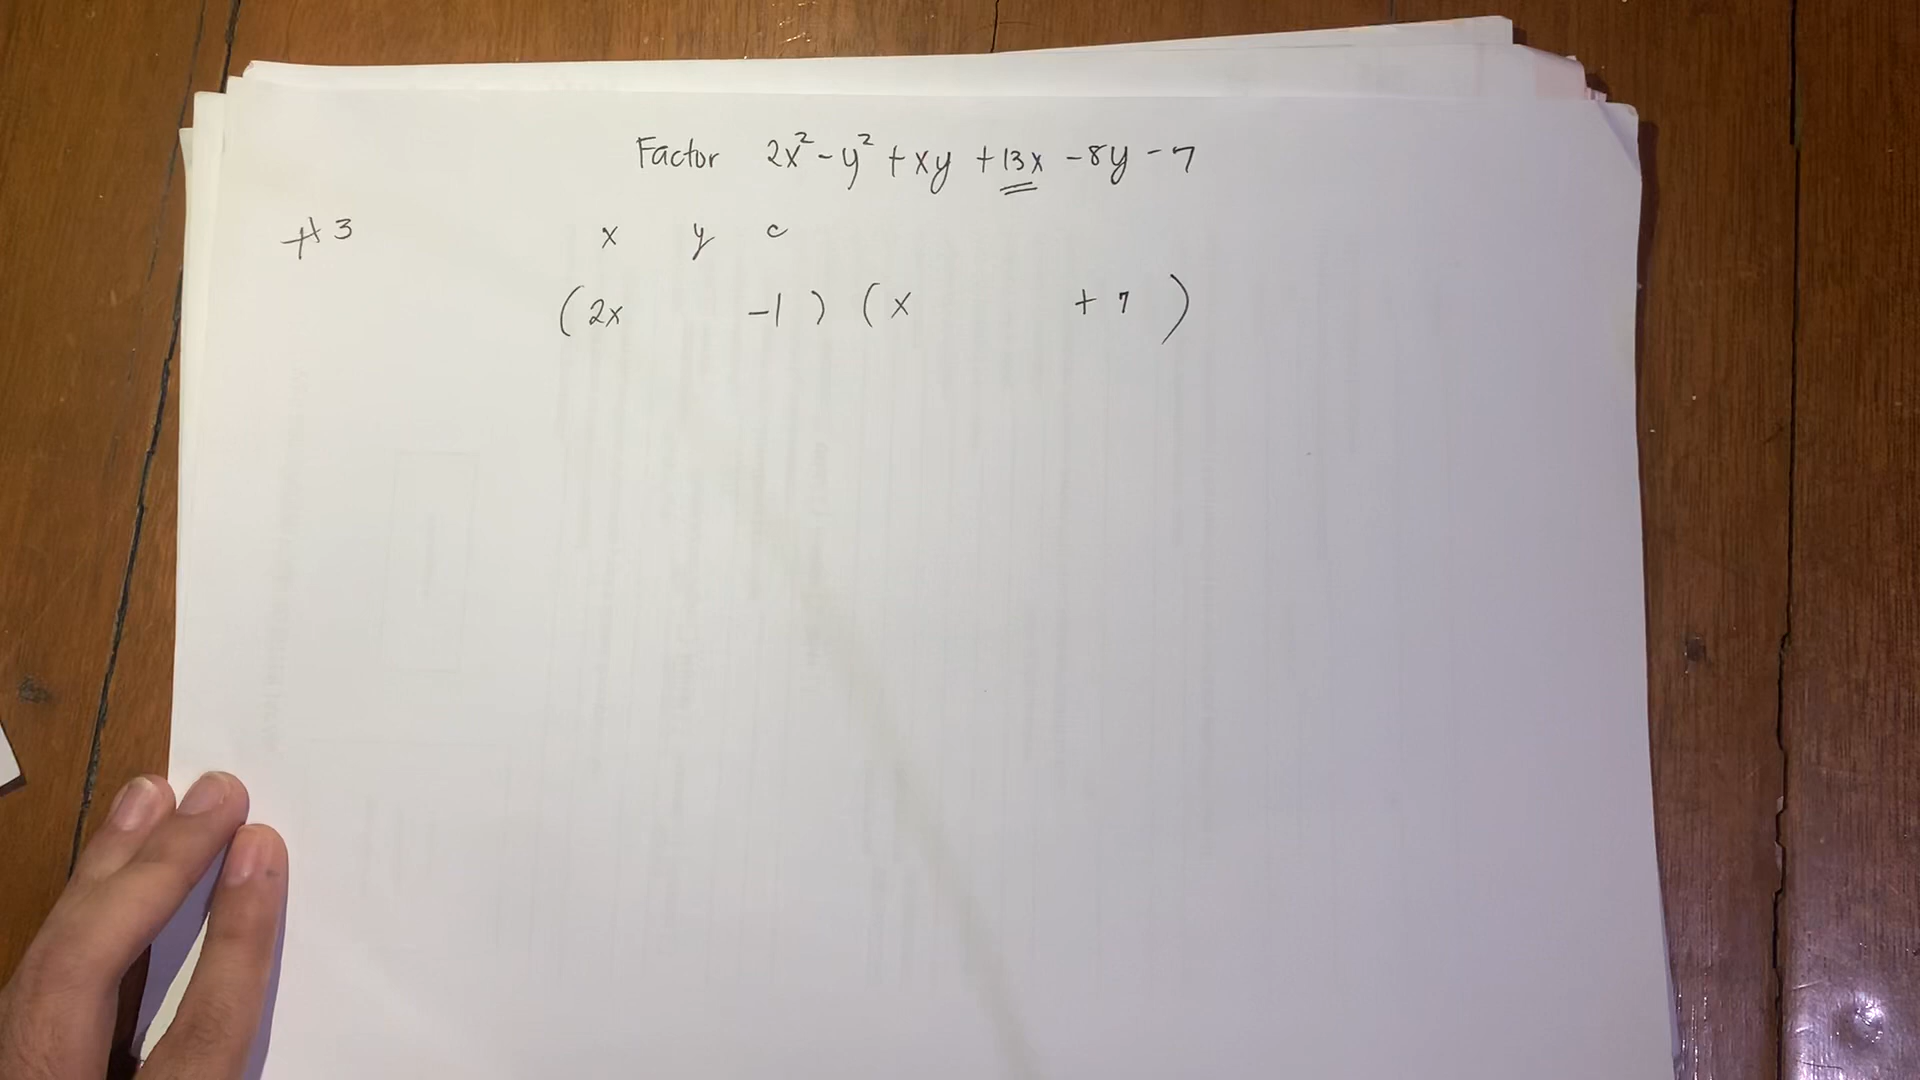 Factor 2x² - y² + xy + 13x - 8y - 7
# 3 x y c
(2x -1) (x + 7)